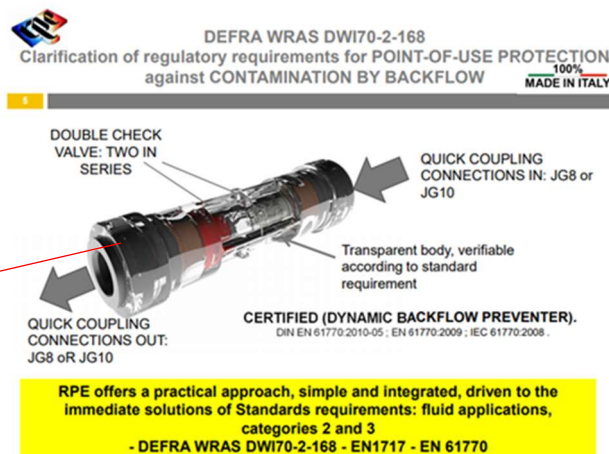 DEFRA WRAS DWI70-2-168
Clarification of regulatory requirements for POINT-OF-USE PROTECTION
against CONTAMINATION BY BACKFLOW
100%
MADE IN ITALY
5
DOUBLE CHECK
VALVE: TWO IN
SERIES
QUICK COUPLING
CONNECTIONS IN: JG8 or
JG10
Transparent body, verifiable
according to standard
requirement
QUICK COUPLING
CONNECTIONS OUT:
JG8 oR JG10
CERTIFIED (DYNAMIC BACKFLOW PREVENTER).
DIN EN 61770:2010-05 ; EN 61770:2009 ; IEC 61770:2008 .
RPE offers a practical approach, simple and integrated, driven to the
immediate solutions of Standards requirements: fluid applications,
categories 2 and 3
- DEFRA WRAS DWI70-2-168 - EN1717 - EN 61770